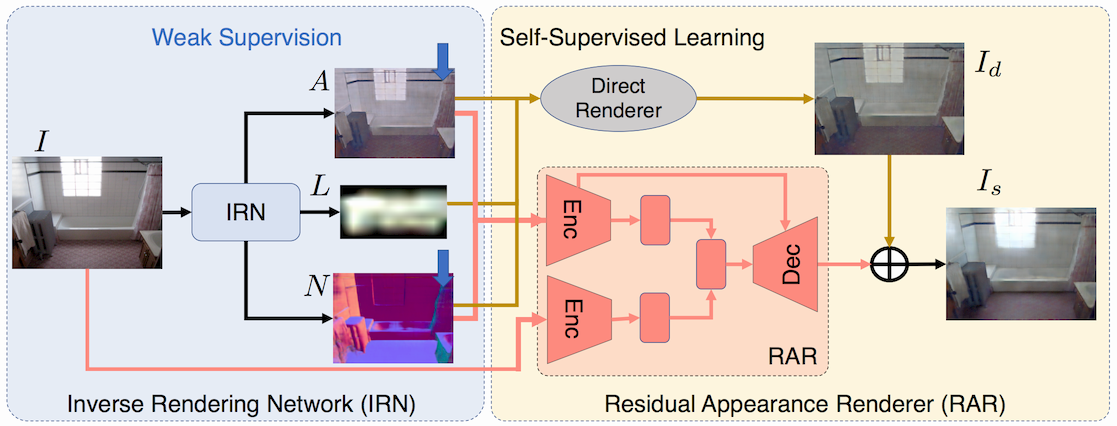 Weak Supervision
Self-Supervised Learning
A
Direct
Renderer
I_d
I
L
IRN
Enc
I_s
N
Enc
Dec
RAR
Inverse Rendering Network (IRN)
Residual Appearance Renderer (RAR)